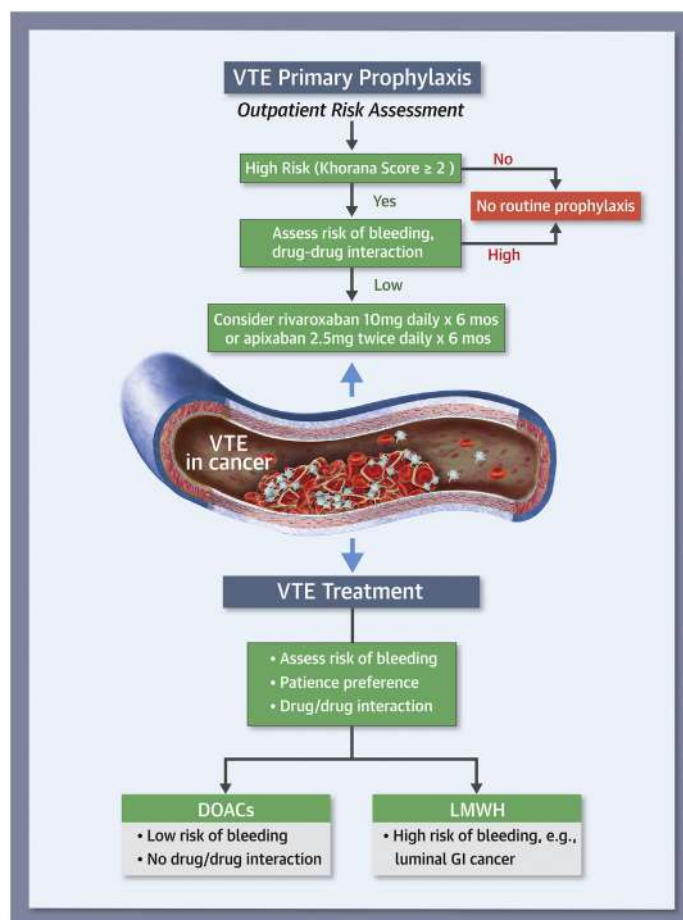 VTE Primary Prophylaxis
Outpatient Risk Assessment
High Risk (Khorana Score ≥ 2 )
No
Yes
No routine prophylaxis
Assess risk of bleeding,
drug-drug interaction
High
Low
Consider rivaroxaban 10mg daily x 6 mos
or apixaban 2.5mg twice daily x 6 mos
VTE
in cancer
VTE Treatment
• Assess risk of bleeding
• Patience preference
• Drug/drug interaction
DOACs
• Low risk of bleeding
• No drug/drug interaction
LMWH
• High risk of bleeding, e.g.,
luminal GI cancer